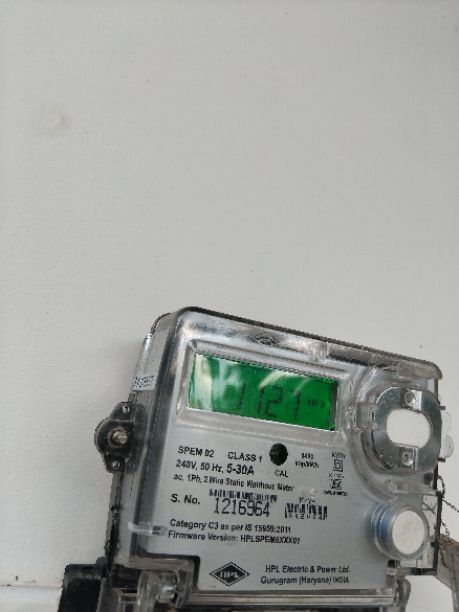 1121
kWh
SPEM 02 CLASS 1
240V, 50 Hz, 5-30A
CAL
ac, 1Ph, 2 Wire Static Watthour Meter
S. No. 1216964
Category C3 as per IS 15959:2011
Firmware Version:
HPL
HPL Electric & Power Ltd.
Gurugram (Haryana) INDIA